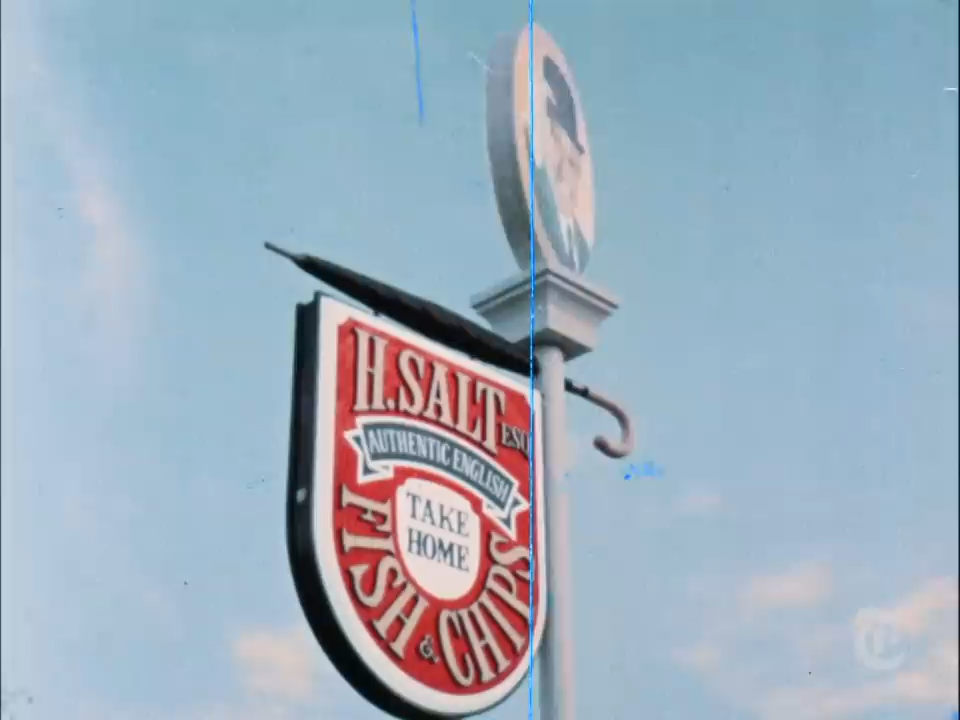 H. SALT ESQ
AUTHENTIC ENGLISH
TAKE
HOME
FISH & CHIPS